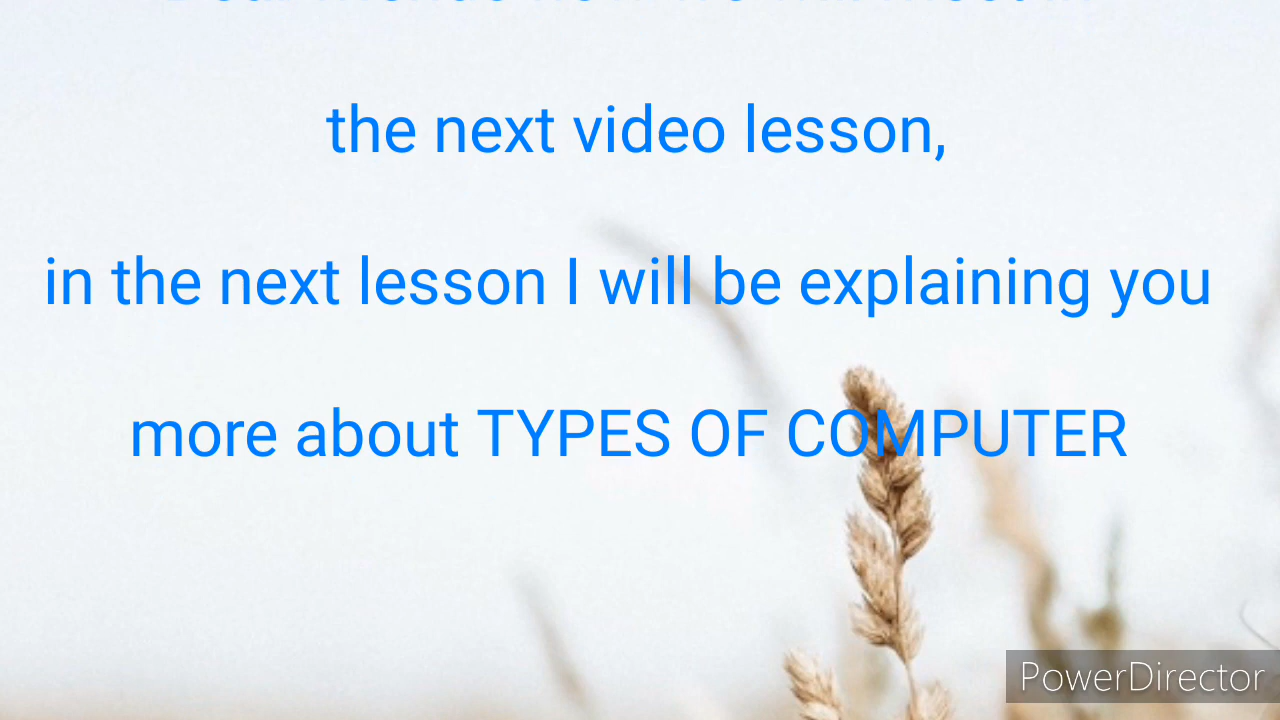 the next video lesson,
in the next lesson I will be explaining you
more about TYPES OF COMPUTER
PowerDirector